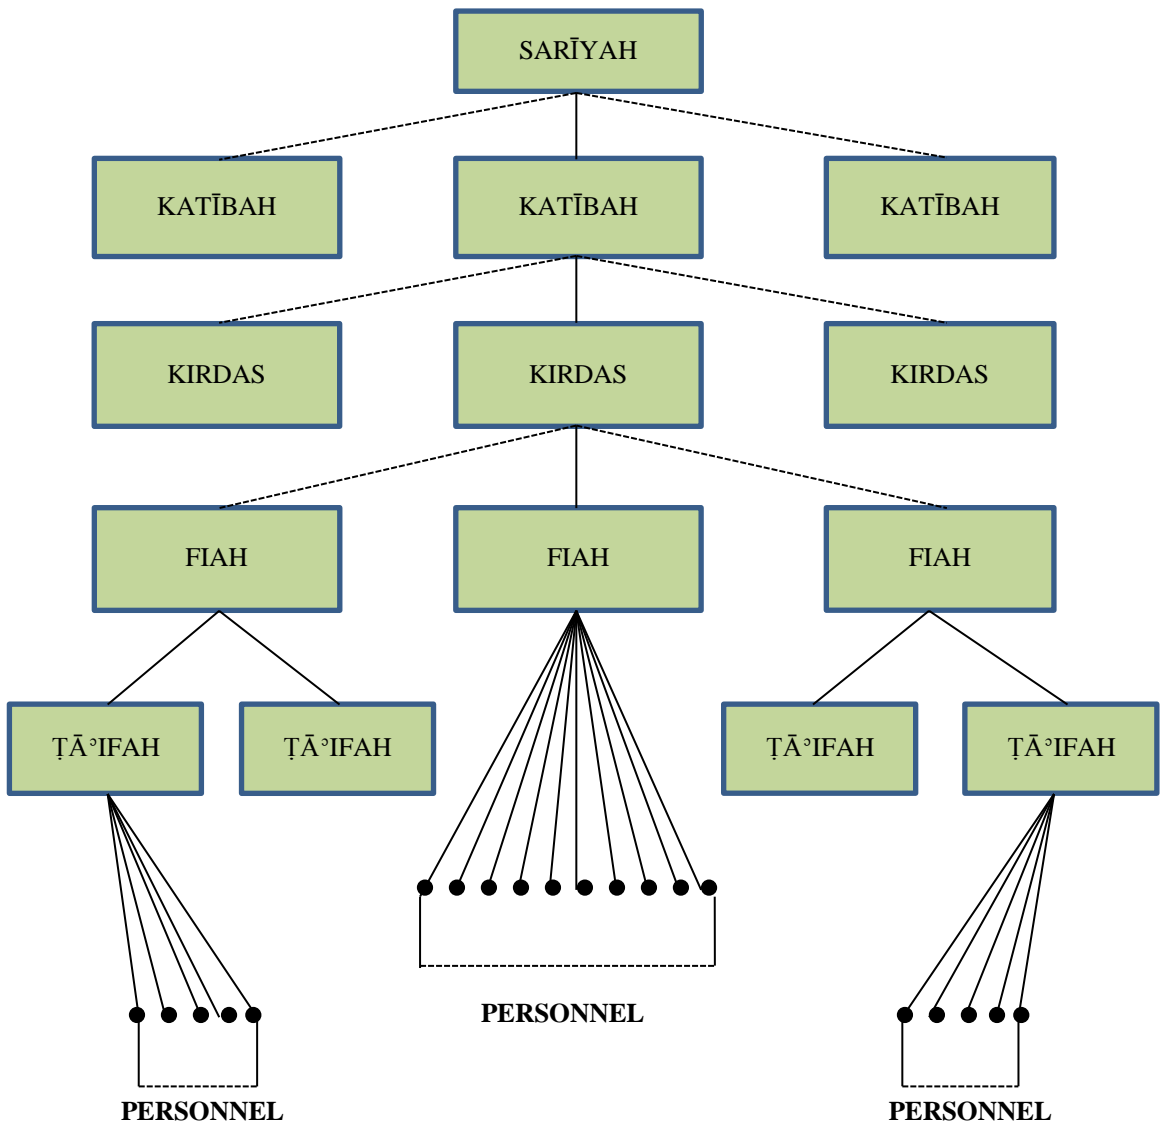 SARĪYAH
KATĪBAH
KATĪBAH
KATĪBAH
KIRDAS
KIRDAS
KIRDAS
FIAH
FIAH
FIAH
ṬĀʾIFAH
ṬĀʾIFAH
ṬĀʾIFAH
ṬĀʾIFAH
PERSONNEL
PERSONNEL
PERSONNEL